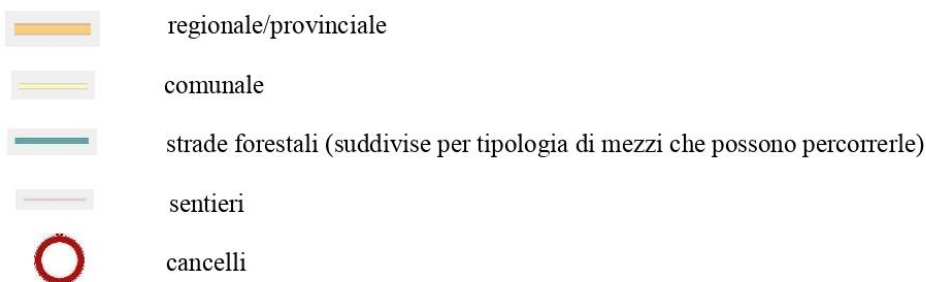 regionale/provinciale
comunale
strade forestali (suddivise per tipologia di mezzi che possono percorrerle)
sentieri
cancelli